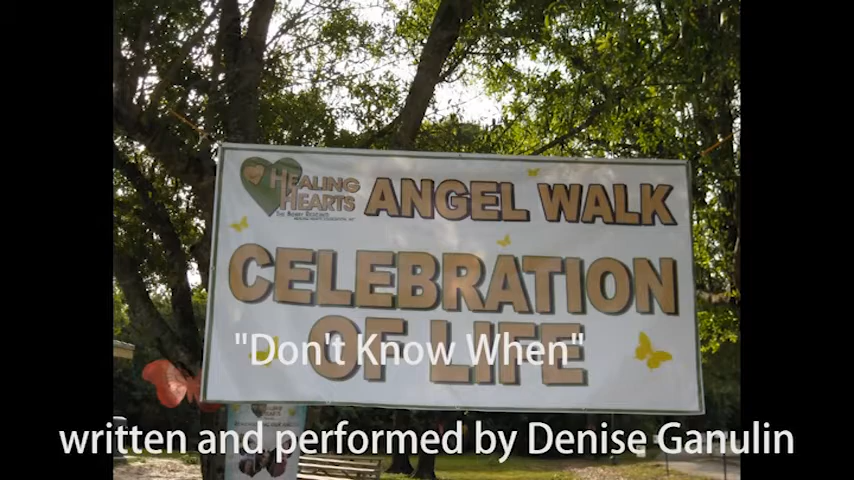 HEALING
HEARTS
ANGEL WALK
CELEBRATION
OF LIFE
"Don't Know When"
written and performed by Denise Ganulin